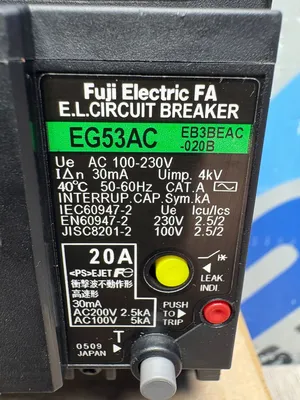 Fuji Electric FA
E.L.CIRCUIT BREAKER
EG53AC EB3BEAC
-020B
Ue AC 100-230V
I∆n 30mA Uimp. 4kV
40℃ 50-60Hz CAT.A
INTERRUP.CAP.Sym.kA
IEC60947-2 Ue Icu/Ics
EN60947-2 230V 2.5/2
JISC8201-2 100V 2.5/2
20A
<PS>E JET Fe
衝撃波不動作形
高速形
30mA
AC200V 2.5kA
AC100V 5kA
LEAK.
INDI.
PUSH
TO
TRIP
T
0509
JAPAN